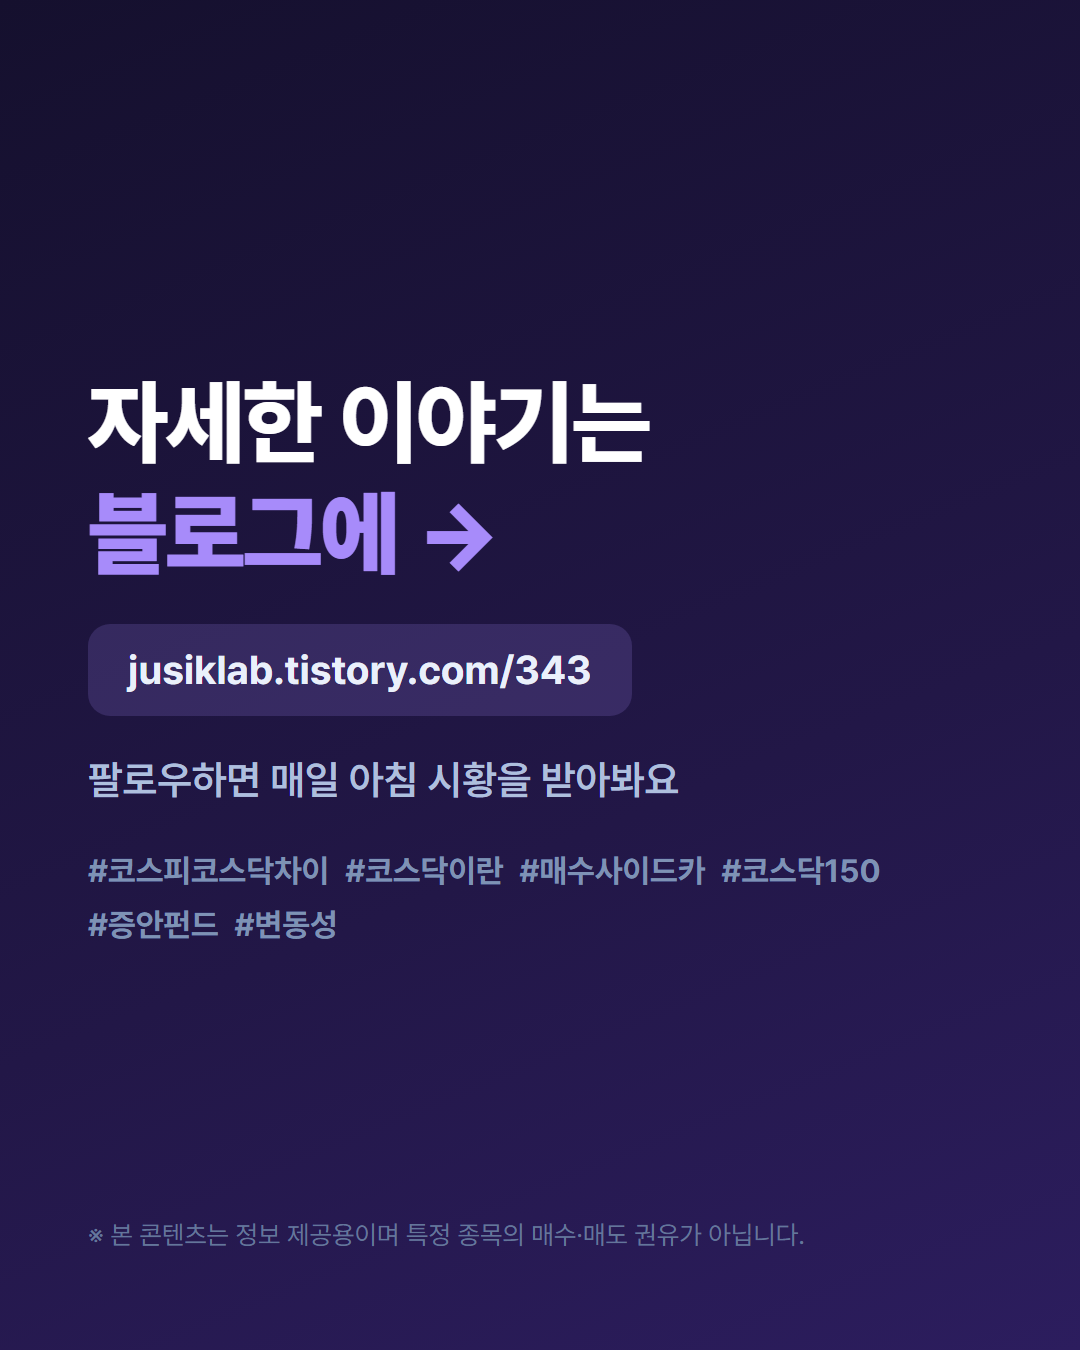 자세한 이야기는
블로그에 →
jusiklab.tistory.com/343
팔로우하면 매일 아침 시황을 받아봐요
#코스피코스닥차이 #코스닥이란 #매수사이드카 #코스닥150
#증안펀드 #변동성
※ 본 콘텐츠는 정보 제공용이며 특정 종목의 매수·매도 권유가 아닙니다.